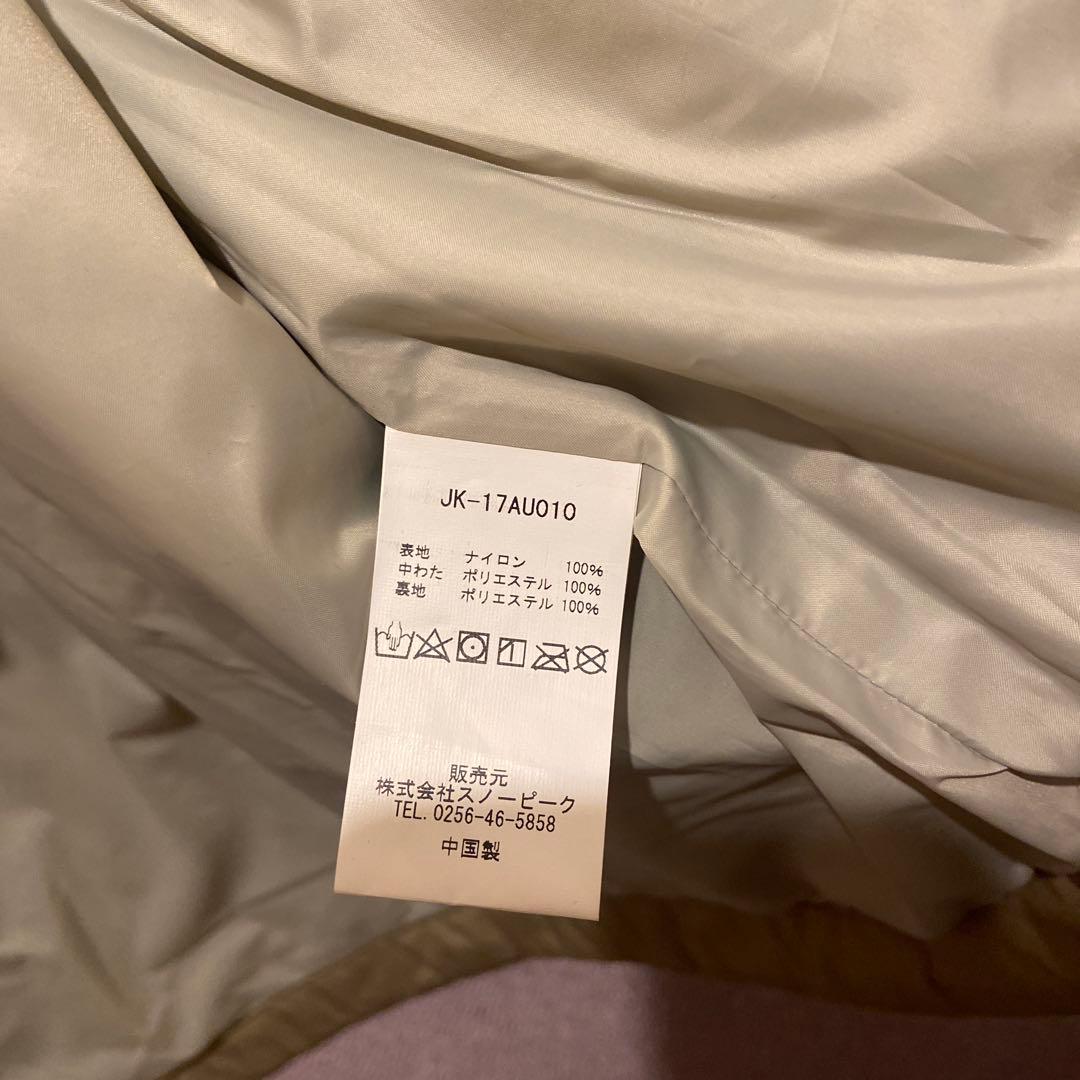 JK-17AU010
表地 ナイロン 100%
中わた ポリエステル 100%
裏地 ポリエステル 100%
販売元
株式会社スノーピーク
TEL. 0256-46-5858
中国製